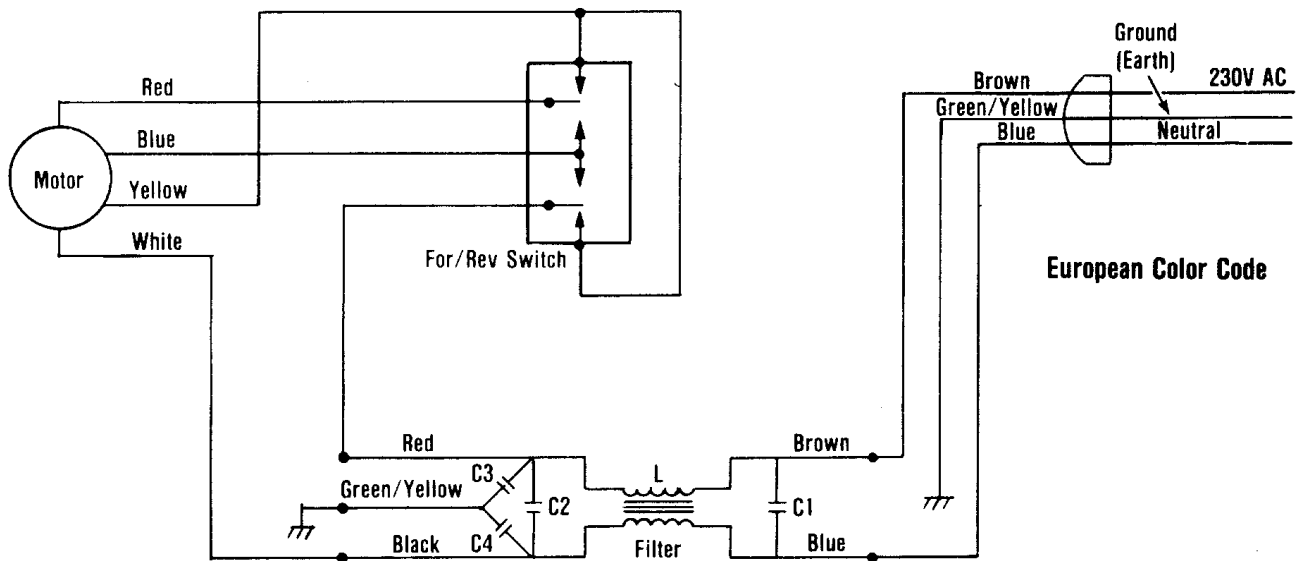 Red
Blue
Motor
Yellow
White
For/Rev Switch
Ground
(Earth)
Brown
230V AC
Green/Yellow
Blue
Neutral
European Color Code
Red
Brown
C3
L
Green/Yellow
C2
C1
C4
Black
Filter
Blue